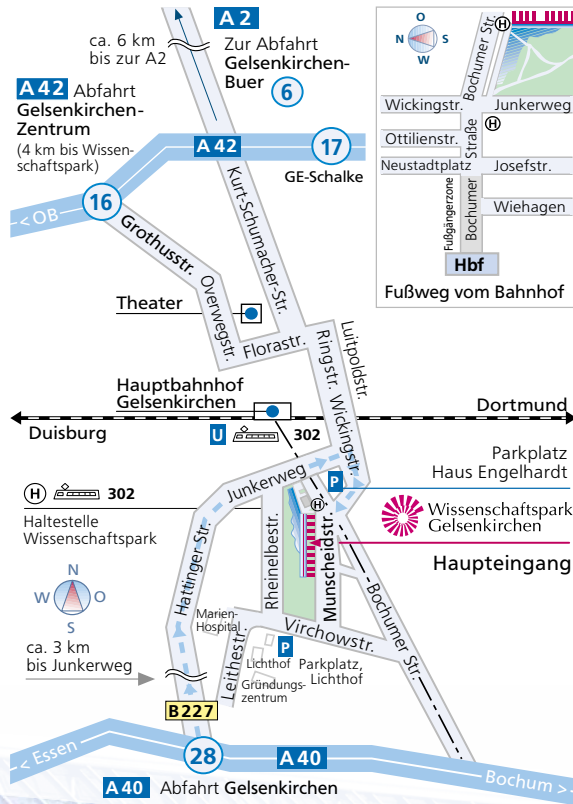 A 2
ca. 6 km
bis zur A2
Zur Abfahrt
Gelsenkirchen-
Buer
6
A 42 Abfahrt
Gelsenkirchen-
Zentrum
(4 km bis Wissen-
schaftspark)
A 42
17
GE-Schalke
16
<< OB
Grothusstr.
Kurt-Schumacher-Str.
Overwegstr.
Theater
Florastr.
Ringstr.
Luitpoldstr.
Wickingstr.
Hauptbahnhof
Gelsenkirchen
Duisburg
Dortmund
U
302
O
N
S
W
H
Bochumer Str.
Wickingstr.
Junkerweg
H
Ottilienstr.
Straße
Neustadtplatz
Josefstr.
Fußgängerzone
Bochumer
Wiehagen
Hbf
Fußweg vom Bahnhof
Junkerweg
P
Parkplatz
Haus Engelhardt
H
302
Haltestelle
Wissenschaftspark
H
Wissenschaftspark
Gelsenkirchen
Haupteingang
Hattinger Str.
Rheinelbestr.
Munscheidstr.
Bochumer Str.
N
W
O
S
ca. 3 km
bis Junkerweg
Marien-
Hospital
Leithestr.
Virchowstr.
P
Lichthof
Parkplatz,
Lichthof
Gründungs-
zentrum
B227
28
<< Essen
A 40
Bochum >>
A 40 Abfahrt Gelsenkirchen